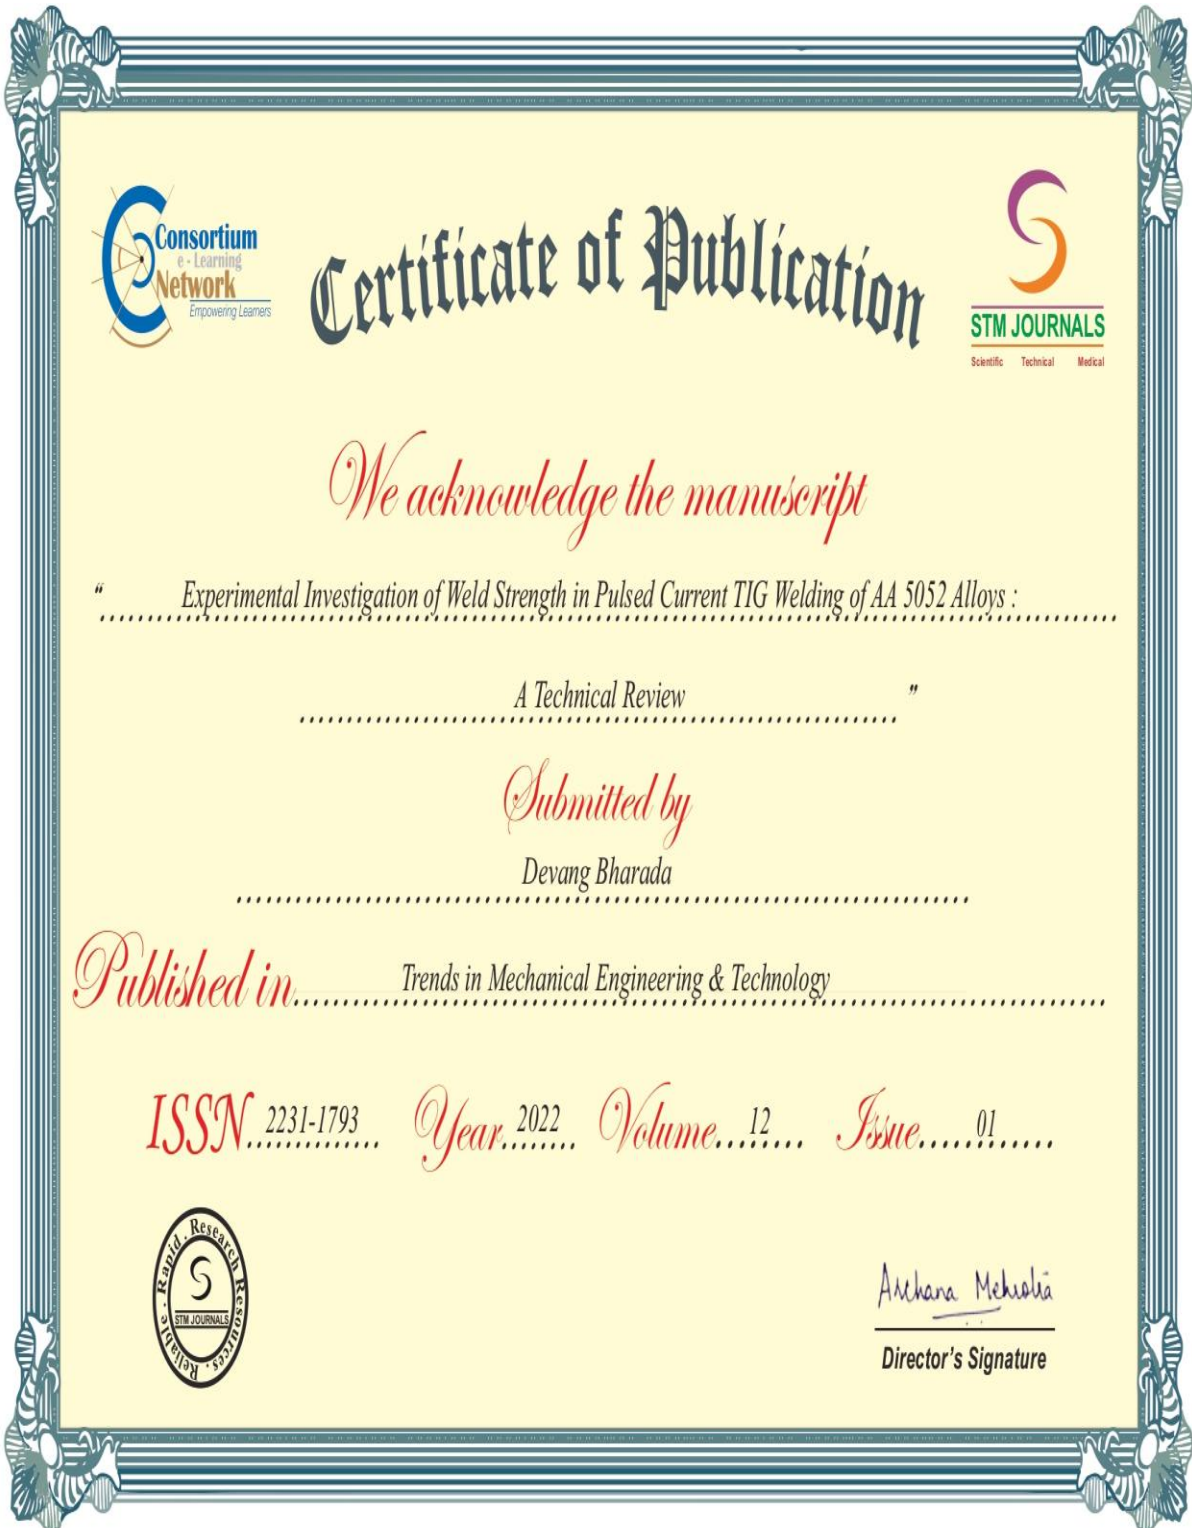 Consortium
e - Learning
Network
Empowering Learners
Certificate of Publication
STM JOURNALS
Scientific Technical Medical
We acknowledge the manuscript
“ Experimental Investigation of Weld Strength in Pulsed Current TIG Welding of AA 5052 Alloys :
A Technical Review ”
Submitted by
Devang Bharada
Published in Trends in Mechanical Engineering & Technology
ISSN 2231-1793 Year 2022 Volume 12 Issue 01
Reliable . Rapid . Research Resources .
STM JOURNALS
Archana Mehrolia
Director's Signature